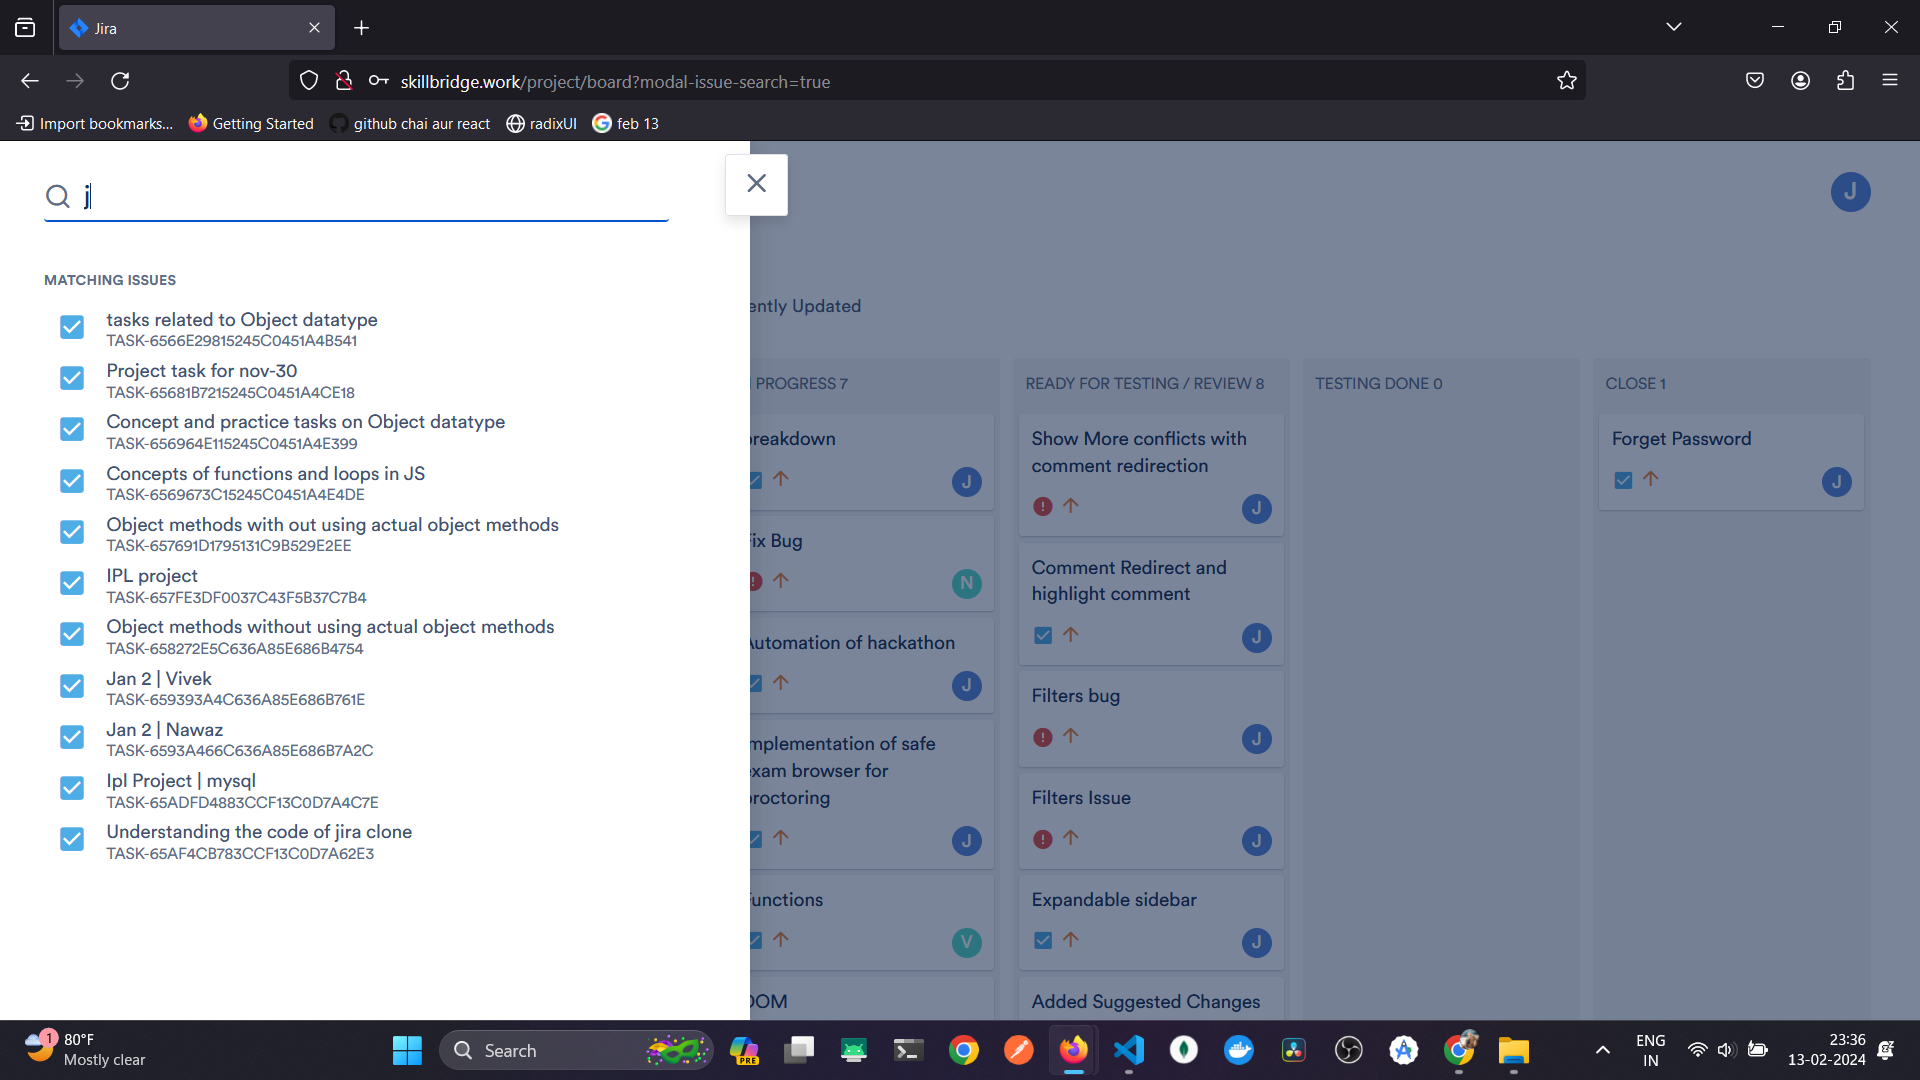 Jira
skillbridge.work/project/board?modal-issue-search=true
Import bookmarks...
Getting Started
github chai aur react
radixUI
feb 13
j
J
MATCHING ISSUES
tasks related to Object datatype
TASK-6566E29815245C0451A4B541
Project task for nov-30
TASK-65681B7215245C0451A4CE18
Concept and practice tasks on Object datatype
TASK-656964E115245C0451A4E399
Concepts of functions and loops in JS
TASK-6569673C15245C0451A4E4DE
Object methods with out using actual object methods
TASK-657691D1795131C9B529E2EE
IPL project
TASK-657FE3DF0037C43F5B37C7B4
Object methods without using actual object methods
TASK-658272E5C636A85E686B4754
Jan 2 | Vivek
TASK-659393A4C636A85E686B761E
Jan 2 | Nawaz
TASK-6593A466C636A85E686B7A2C
Ipl Project | mysql
TASK-65ADFD4883CCF13C0D7A4C7E
Understanding the code of jira clone
TASK-65AF4CB783CCF13C0D7A62E3
ently Updated
PROGRESS 7
reakdown
J
ix Bug
N
Automation of hackathon
J
mplementation of safe
exam browser for
proctoring
J
unctions
V
DOM
READY FOR TESTING / REVIEW 8
Show More conflicts with
comment redirection
J
Comment Redirect and
highlight comment
J
Filters bug
J
Filters Issue
J
Expandable sidebar
J
Added Suggested Changes
TESTING DONE 0
CLOSE 1
Forget Password
J
1
80°F
Mostly clear
Search
PRE
ENG
IN
23:36
13-02-2024